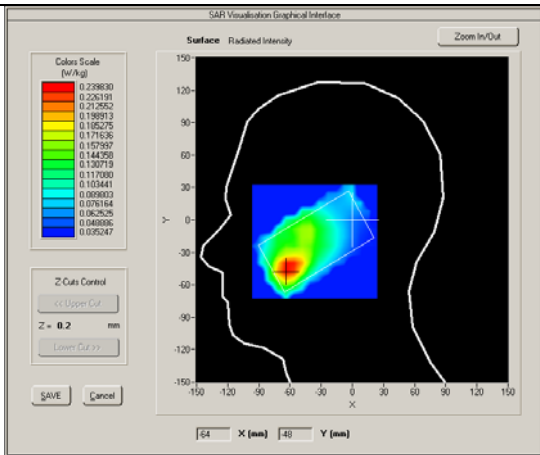 SAR Visualisation Graphical Interface
Surface Radiated Intensity
Zoom In/Out
Colors Scale
(W/kg)
0.239830
0.226191
0.212552
0.198913
0.185275
0.171636
0.157997
0.144358
0.130719
0.117080
0.103441
0.089803
0.076164
0.062525
0.048886
0.035247
Z Cuts Control
<< Upper Cut
Z = 0.2 mm
Lower Cut >>
SAVE Cancel
150
120
90
60
30
0
-30
-60
-90
-120
-150
Y
-150 -120 -90 -60 -30 0 30 60 90 120 150
X
-64 X (mm) -48 Y (mm)